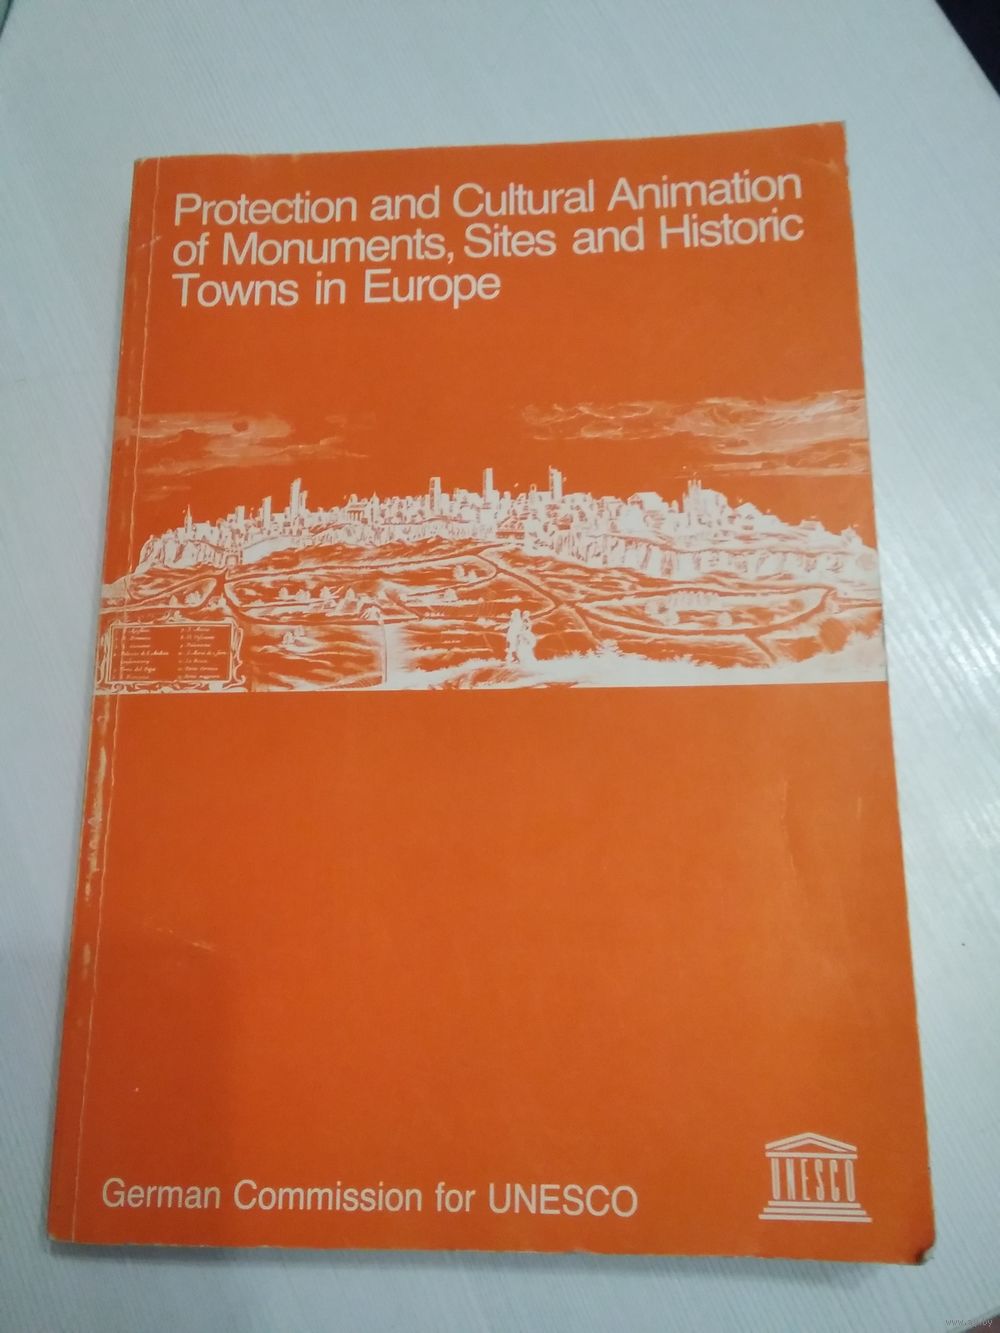 Protection and Cultural Animation
of Monuments, Sites and Historic
Towns in Europe
German Commission for UNESCO
UNESCO